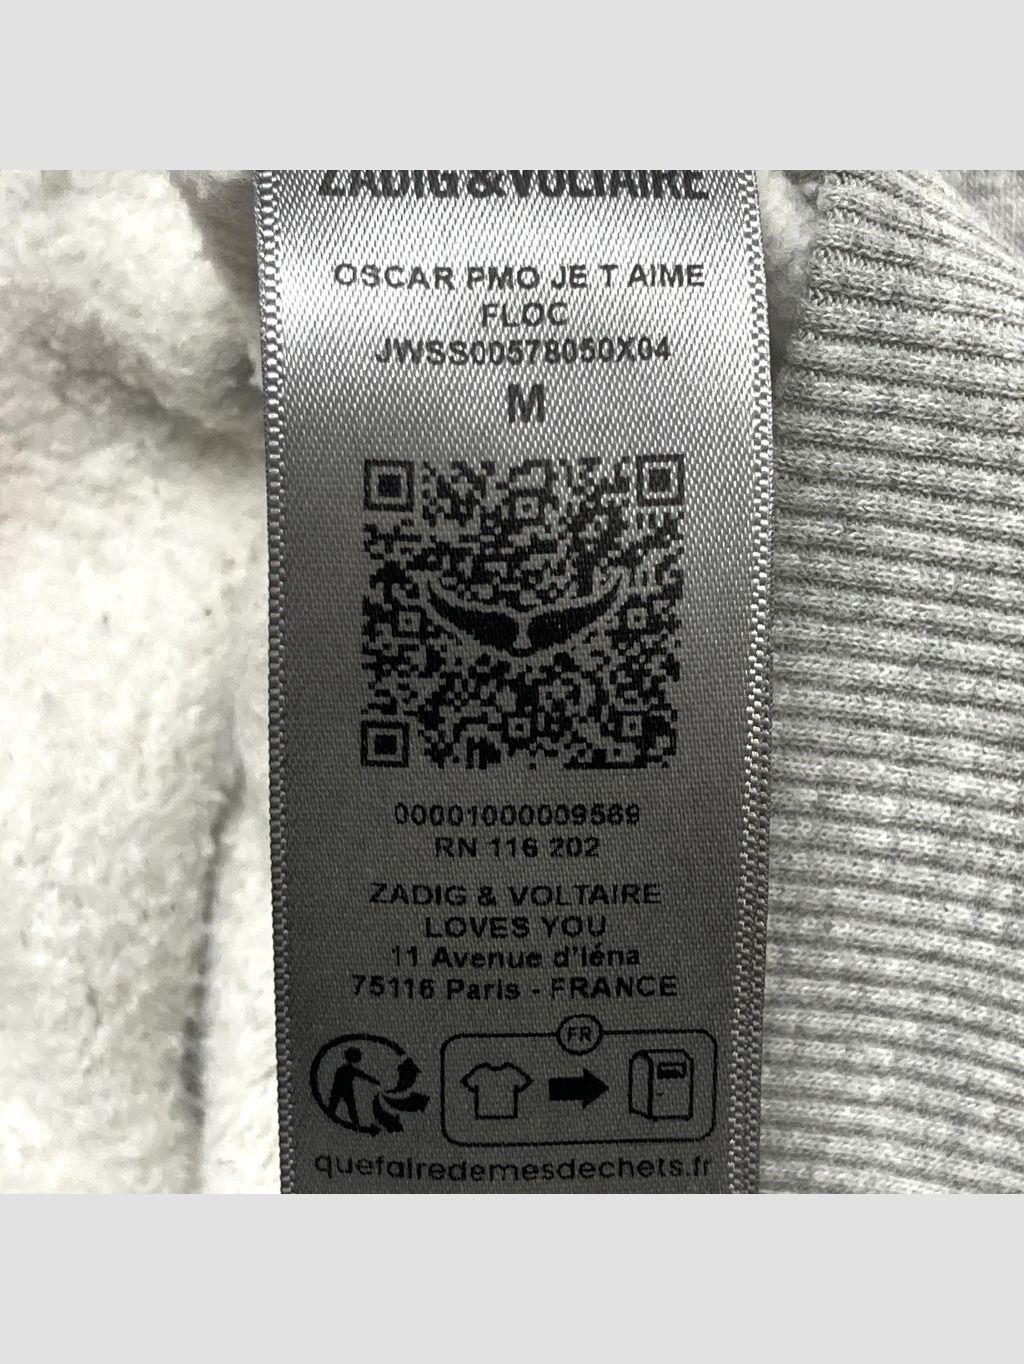 ZADIG&VOLTAIRE
OSCAR PMO JE T AIME
FLOC
JWSS00578050X04
M
00001000009569
RN 116 202
ZADIG & VOLTAIRE
LOVES YOU
11 Avenue d'Iéna
75116 Paris - FRANCE
FR
quefairedemesdechets.fr